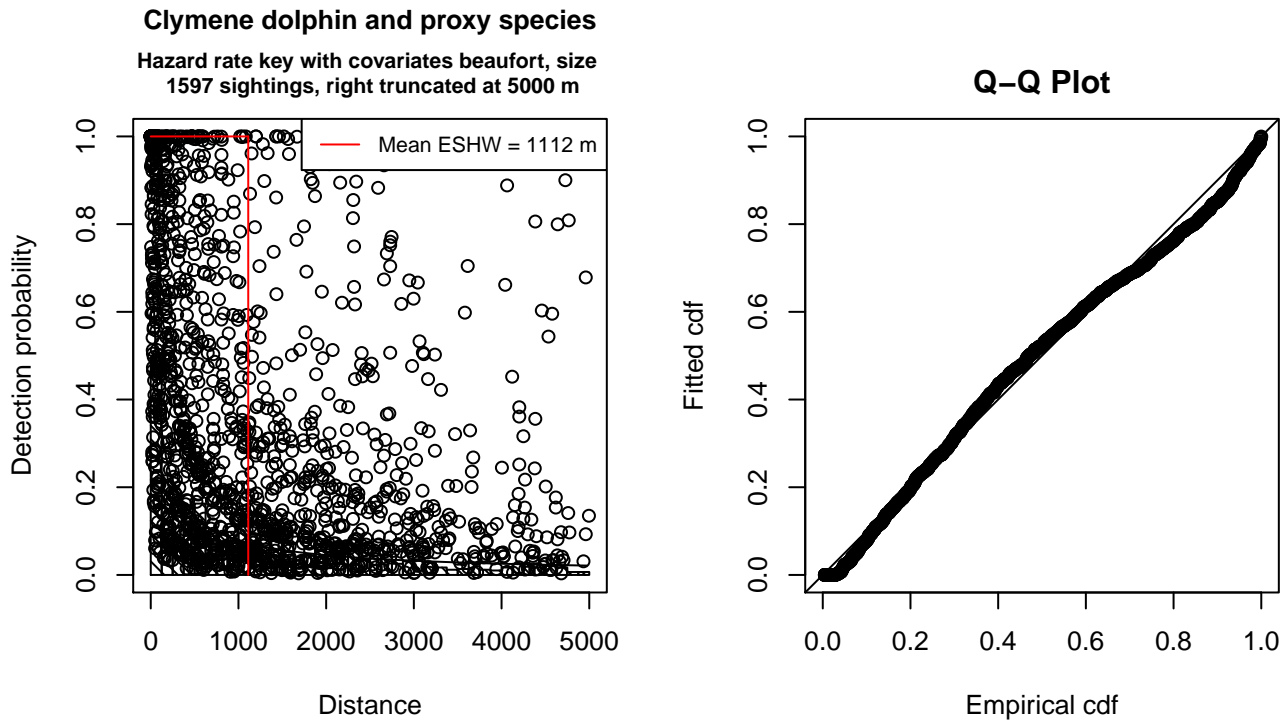 Clymene dolphin and proxy species
Hazard rate key with covariates beaufort, size
1597 sightings, right truncated at 5000 m
Mean ESHW = 1112 m
Detection probability
0.0 0.2 0.4 0.6 0.8 1.0
0 1000 2000 3000 4000 5000
Distance
Q−Q Plot
Fitted cdf
0.0 0.2 0.4 0.6 0.8 1.0
0.0 0.2 0.4 0.6 0.8 1.0
Empirical cdf